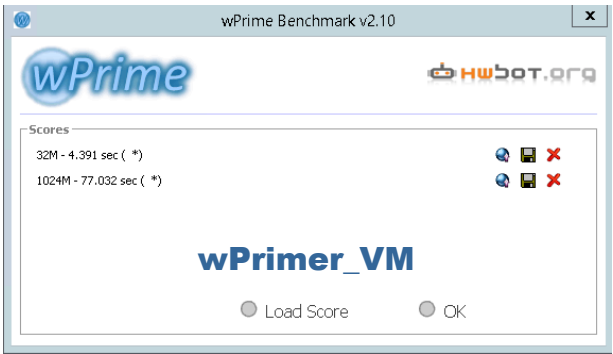 wPrime Benchmark v2.10
x
wPrime
hwbot.org
Scores
32M - 4.391 sec ( *)
1024M - 77.032 sec ( *)
wPrimer_VM
Load Score
OK